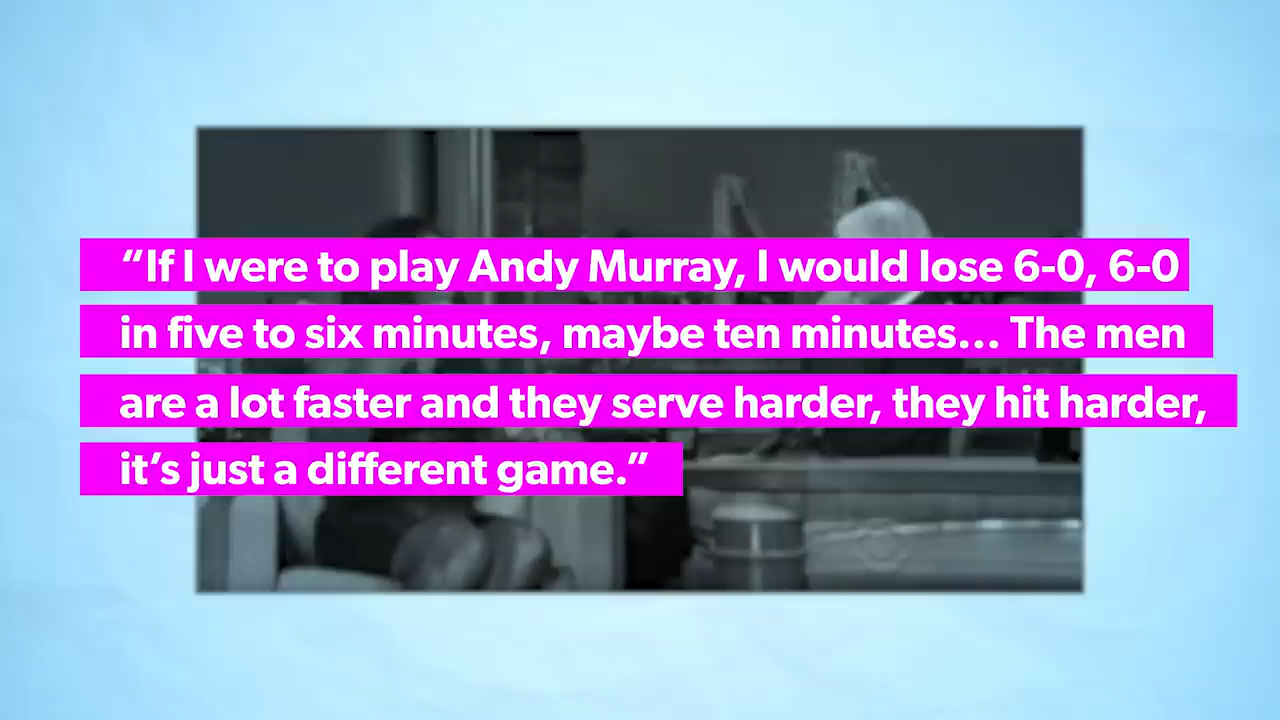 “If I were to play Andy Murray, I would lose 6-0, 6-0
in five to six minutes, maybe ten minutes… The men
are a lot faster and they serve harder, they hit harder,
it’s just a different game.”